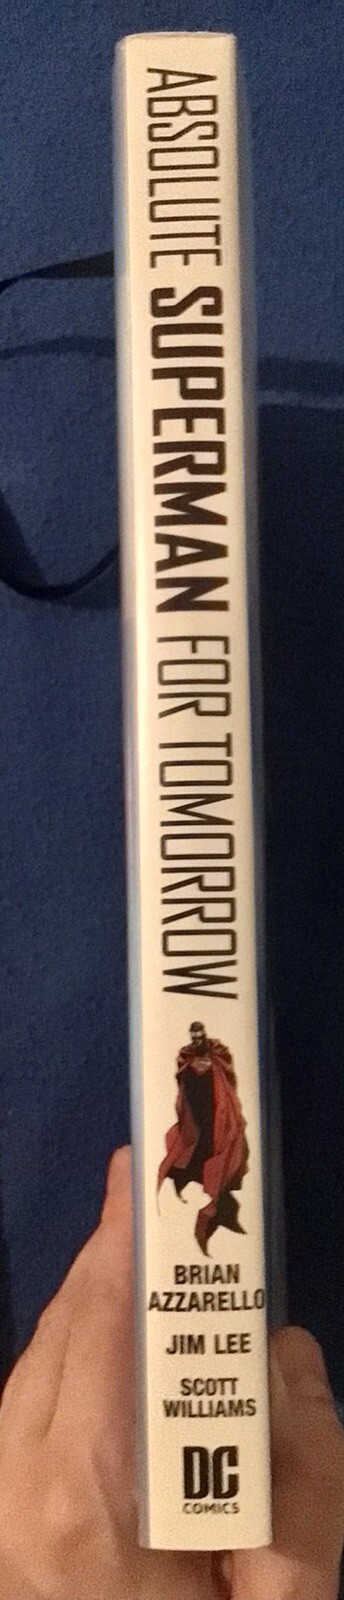 ABSOLUTE SUPERMAN FOR TOMORROW
BRIAN
AZZARELLO
JIM LEE
SCOTT
WILLIAMS
DC
COMICS